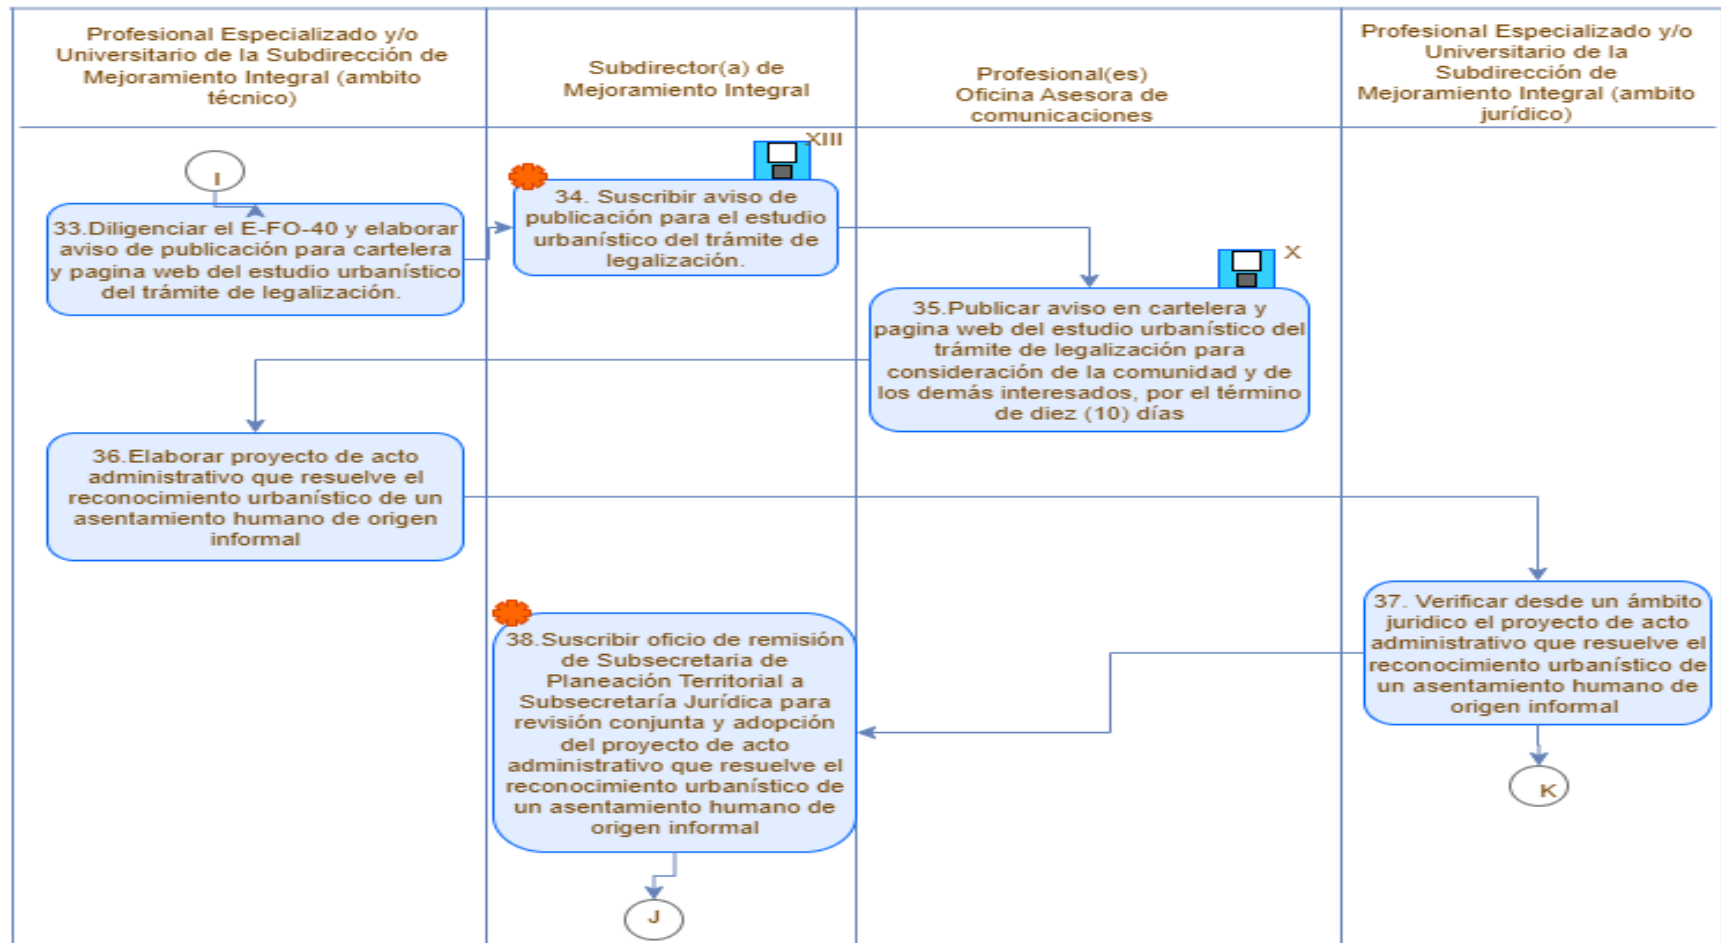 Profesional Especializado y/o
Universitario de la Subdirección de
Mejoramiento Integral (ambito
técnico)
Subdirector(a) de
Mejoramiento Integral
Profesional(es)
Oficina Asesora de
comunicaciones
Profesional Especializado y/o
Universitario de la
Subdirección de
Mejoramiento Integral (ambito
jurídico)
I
33.Diligenciar el E-FO-40 y elaborar
aviso de publicación para cartelera
y pagina web del estudio urbanístico
del trámite de legalización.
XIII
34. Suscribir aviso de
publicación para el estudio
urbanístico del trámite de
legalización.
X
35.Publicar aviso en cartelera y
pagina web del estudio urbanístico del
trámite de legalización para
consideración de la comunidad y de
los demás interesados, por el término
de diez (10) días
36.Elaborar proyecto de acto
administrativo que resuelve el
reconocimiento urbanístico de un
asentamiento humano de origen
informal
37. Verificar desde un ámbito
juridico el proyecto de acto
administrativo que resuelve el
reconocimiento urbanístico de
un asentamiento humano de
origen informal
38.Suscribir oficio de remisión
de Subsecretaria de
Planeación Territorial a
Subsecretaría Jurídica para
revisión conjunta y adopción
del proyecto de acto
administrativo que resuelve el
reconocimiento urbanístico de
un asentamiento humano de
origen informal
K
J